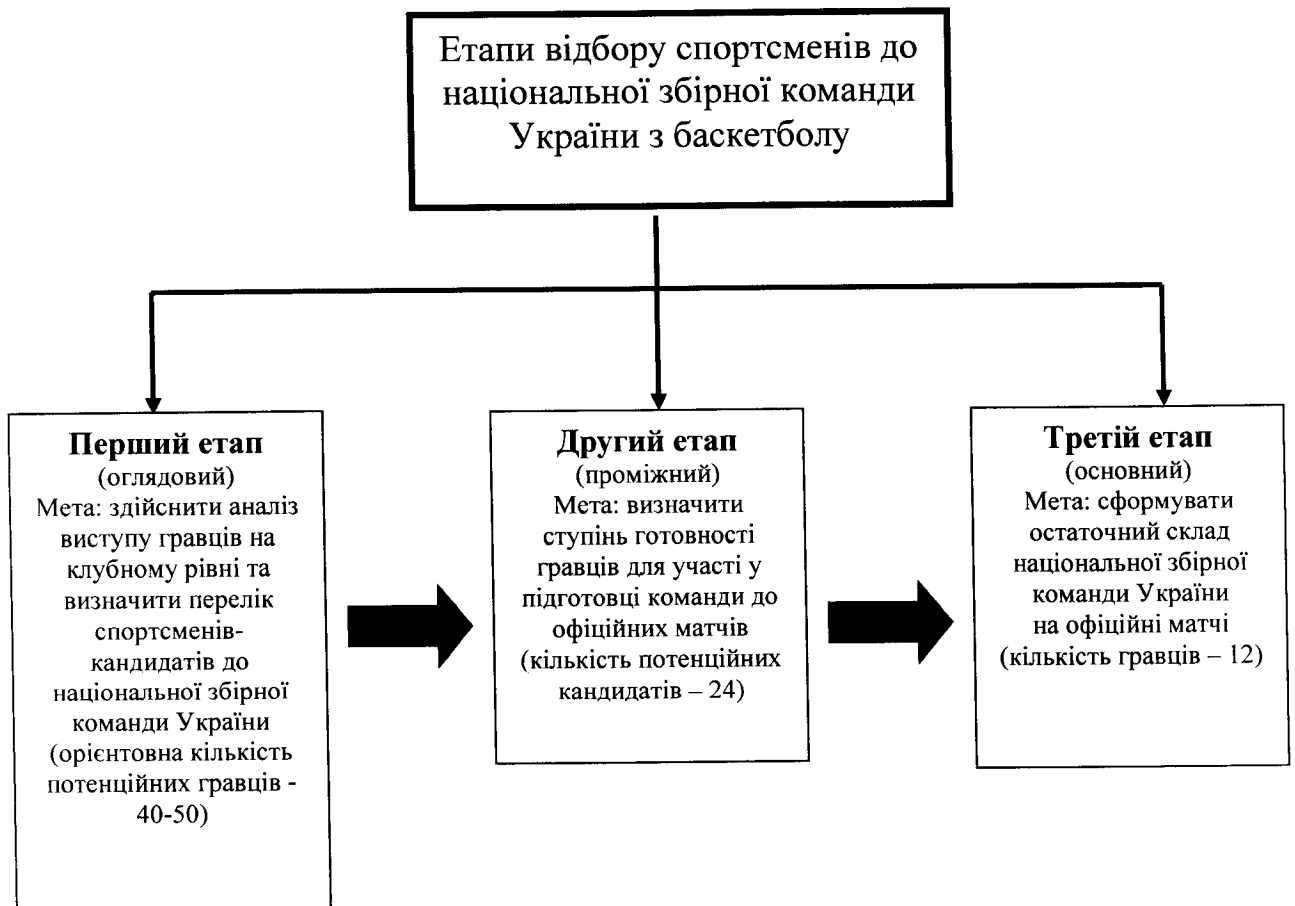 Етапи відбору спортсменів до
національної збірної команди
України з баскетболу
Перший етап
(оглядовий)
Мета: здійснити аналіз
виступу гравців на
клубному рівні та
визначити перелік
спортсменів-
кандидатів до
національної збірної
команди України
(орієнтовна кількість
потенційних гравців -
40-50)
Другий етап
(проміжний)
Мета: визначити
ступінь готовності
гравців для участі у
підготовці команди до
офіційних матчів
(кількість потенційних
кандидатів – 24)
Третій етап
(основний)
Мета: сформувати
остаточний склад
національної збірної
команди України
на офіційні матчі
(кількість гравців – 12)